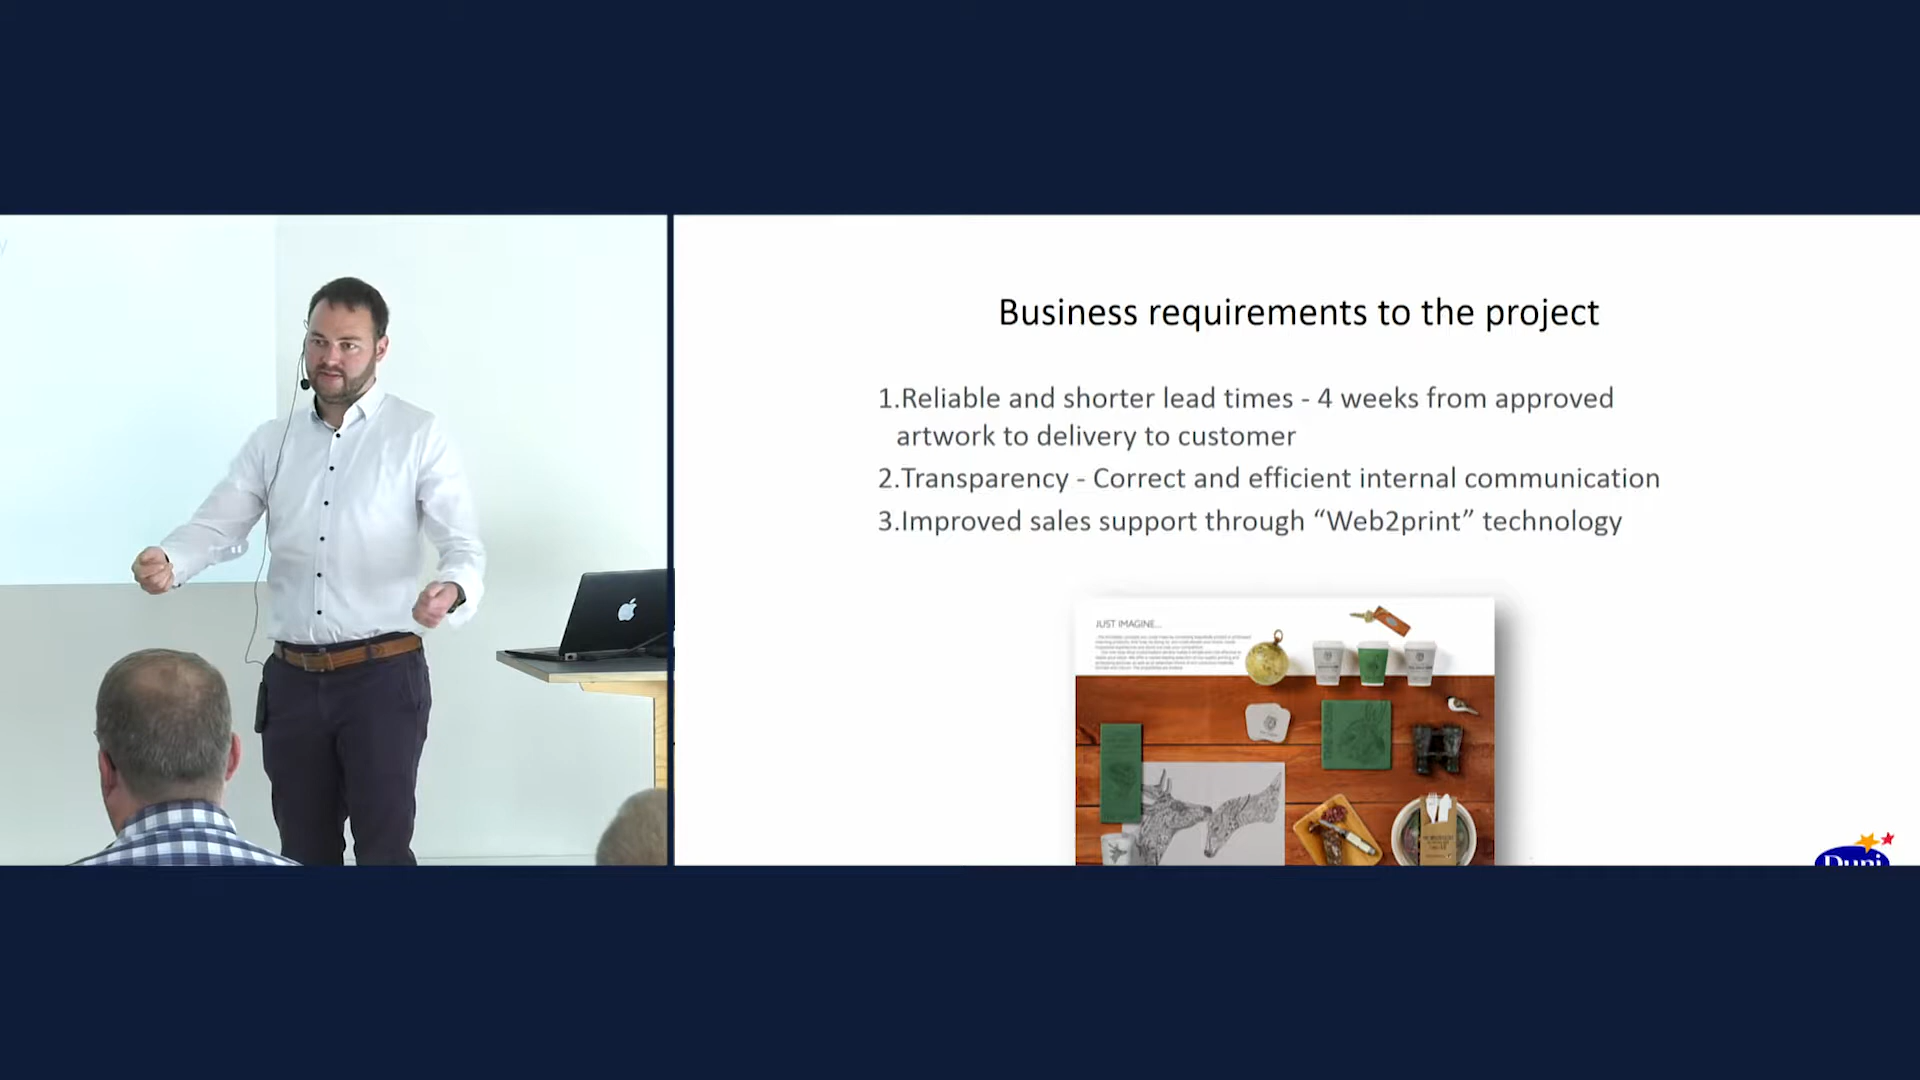 Business requirements to the project
1.Reliable and shorter lead times - 4 weeks from approved
artwork to delivery to customer
2.Transparency - Correct and efficient internal communication
3.Improved sales support through “Web2print” technology
JUST IMAGINE...
Duni